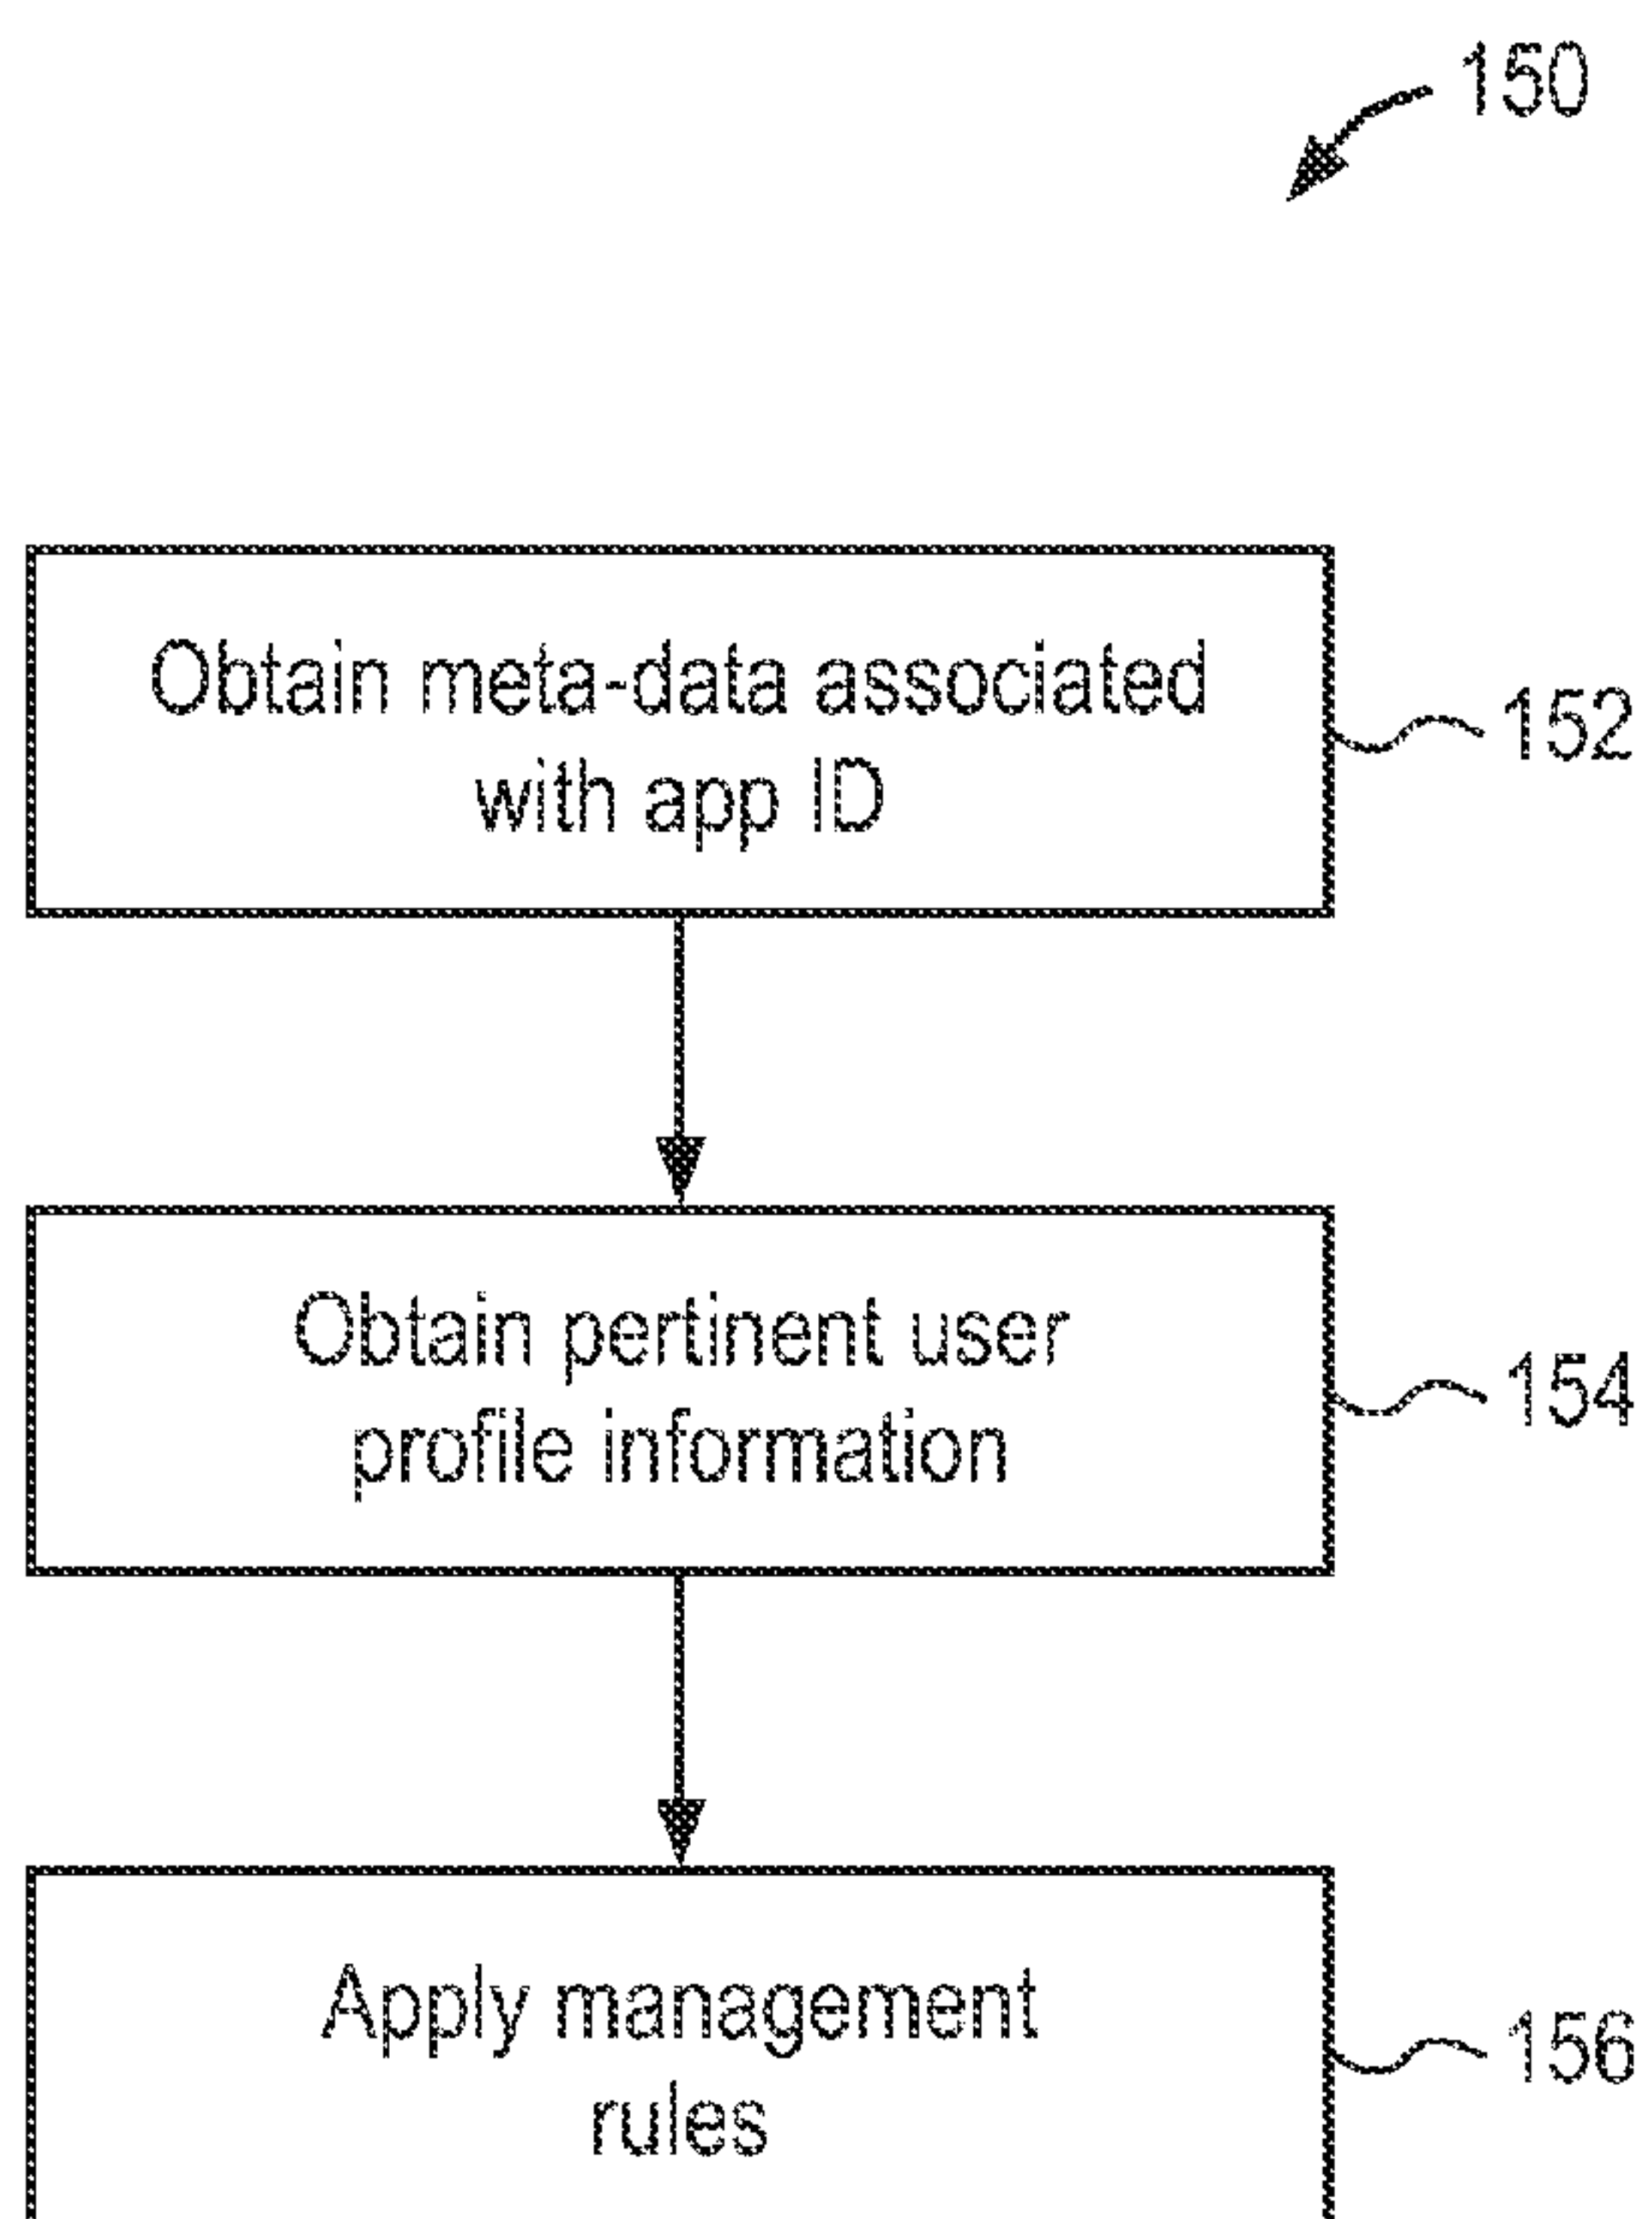 150
Obtain meta-data associated
with app ID
152
Obtain pertinent user
profile information
154
Apply management
rules
156